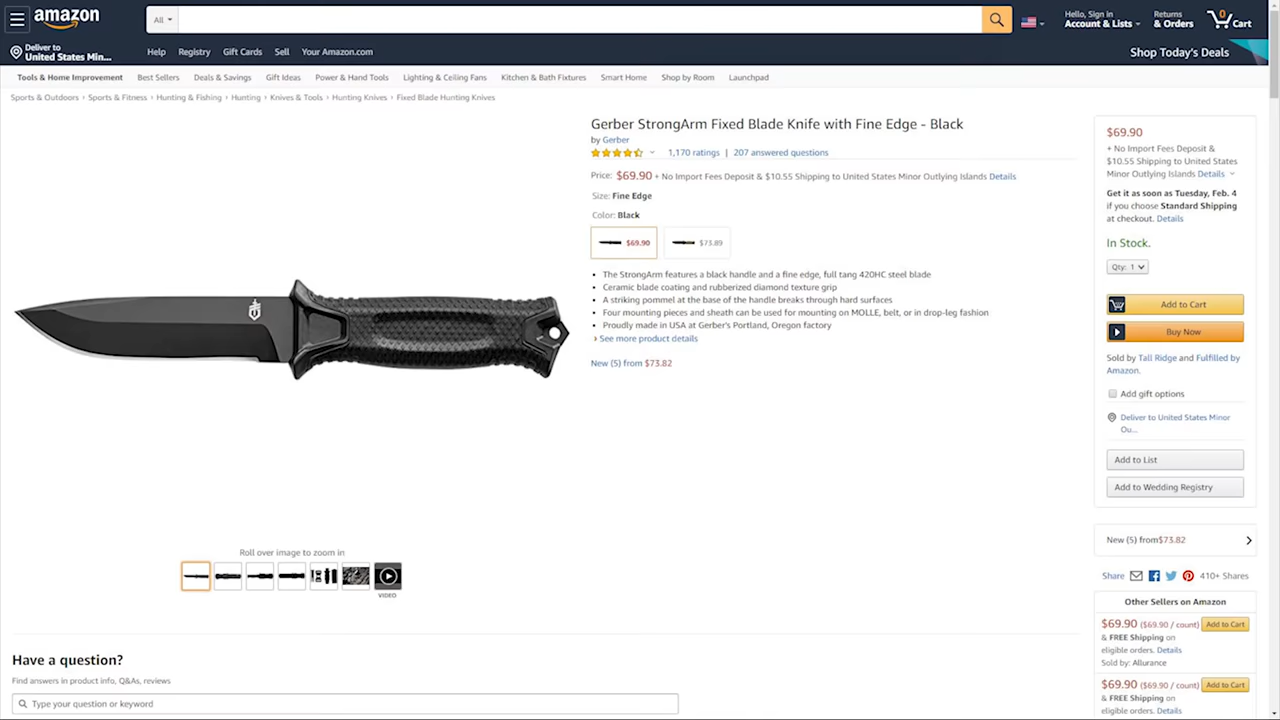 amazon
All
Hello, Sign in
Account & Lists
Returns
& Orders
0
Cart
Deliver to
United States Min...
Help
Registry
Gift Cards
Sell
Your Amazon.com
Shop Today's Deals
Tools & Home Improvement
Best Sellers
Deals & Savings
Gift Ideas
Power & Hand Tools
Lighting & Ceiling Fans
Kitchen & Bath Fixtures
Smart Home
Shop by Room
Launchpad
Sports & Outdoors › Sports & Fitness › Hunting & Fishing › Hunting › Knives & Tools › Hunting Knives › Fixed Blade Hunting Knives
Gerber StrongArm Fixed Blade Knife with Fine Edge - Black
by Gerber
1,170 ratings | 207 answered questions
Price: $69.90 + No Import Fees Deposit & $10.55 Shipping to United States Minor Outlying Islands Details
Size: Fine Edge
Color: Black
$69.90
$73.89
• The StrongArm features a black handle and a fine edge, full tang 420HC steel blade
• Ceramic blade coating and rubberized diamond texture grip
• A striking pommel at the base of the handle breaks through hard surfaces
• Four mounting pieces and sheath can be used for mounting on MOLLE, belt, or in drop-leg fashion
• Proudly made in USA at Gerber's Portland, Oregon factory
› See more product details
New (5) from $73.82
Roll over image to zoom in
VIDEO
Have a question?
Find answers in product info, Q&As, reviews
Type your question or keyword
$69.90
+ No Import Fees Deposit &
$10.55 Shipping to United States
Minor Outlying Islands Details
Get it as soon as Tuesday, Feb. 4
if you choose Standard Shipping
at checkout. Details
In Stock.
Qty: 1
Add to Cart
Buy Now
Sold by Tall Ridge and Fulfilled by
Amazon.
Add gift options
Deliver to United States Minor
Ou...
Add to List
Add to Wedding Registry
New (5) from$73.82
Share
410+ Shares
Other Sellers on Amazon
$69.90 ($69.90 / count) Add to Cart
& FREE Shipping on
eligible orders. Details
Sold by: Allurance
$69.90 ($69.90 / count) Add to Cart
& FREE Shipping on
eligible orders. Details